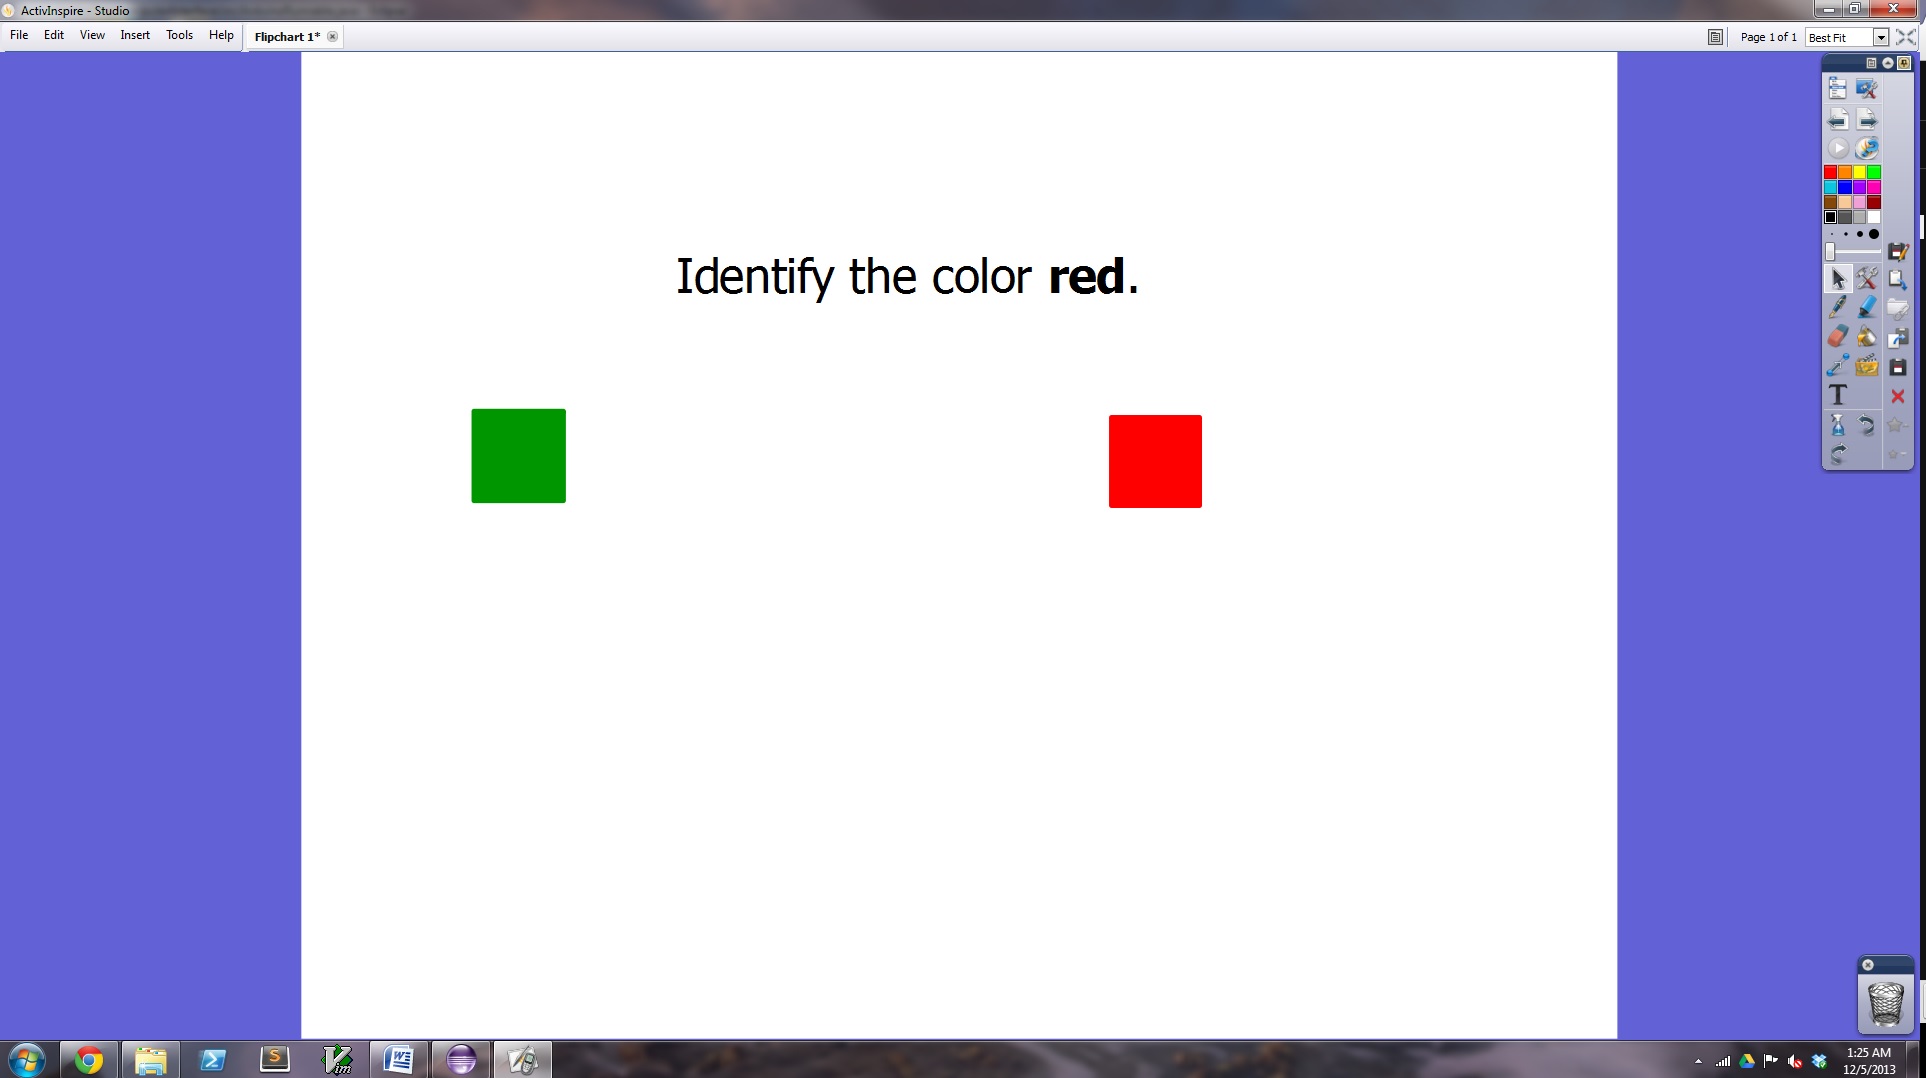 ActivInspire - Studio
File Edit View Insert Tools Help Flipchart 1* Page 1 of 1 Best Fit
Identify the color red.
T
S
W
Vim
1:25 AM
12/5/2013